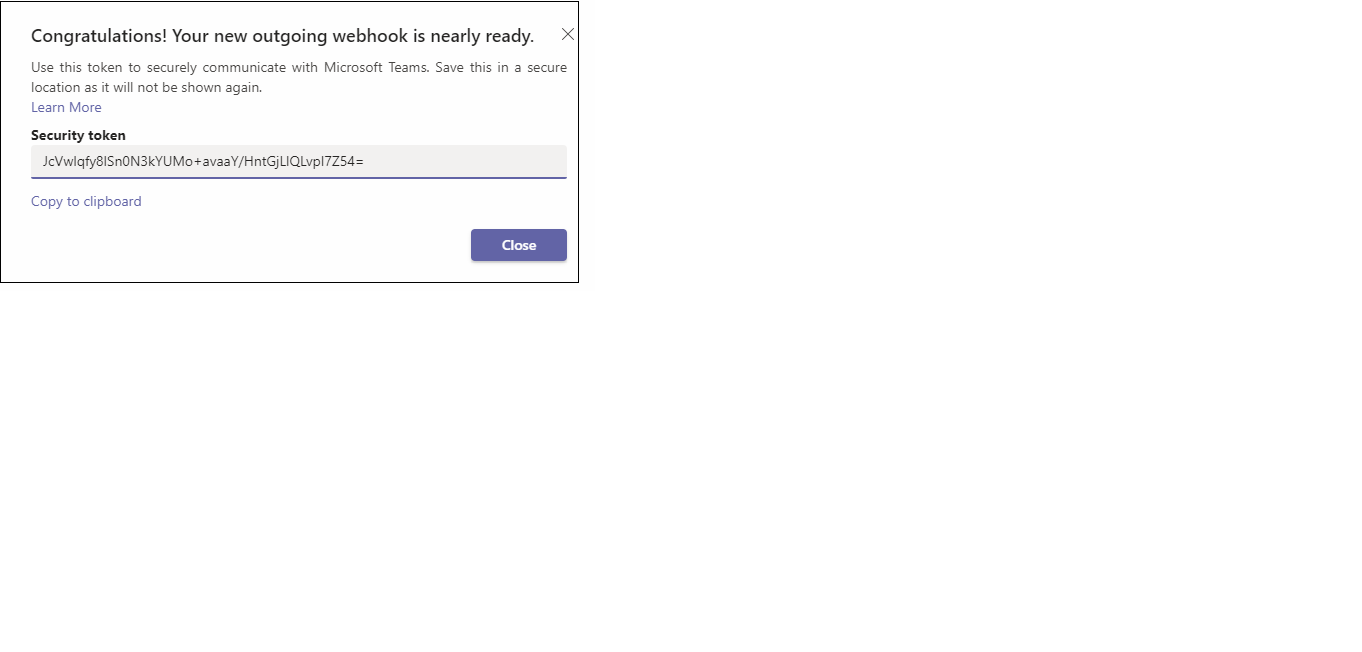 Congratulations! Your new outgoing webhook is nearly ready.
Use this token to securely communicate with Microsoft Teams. Save this in a secure
location as it will not be shown again.
Learn More
Security token
JcVwIqfy8ISn0N3kYUMo+avaaY/HntGjLIQLvpI7Z54=
Copy to clipboard
Close